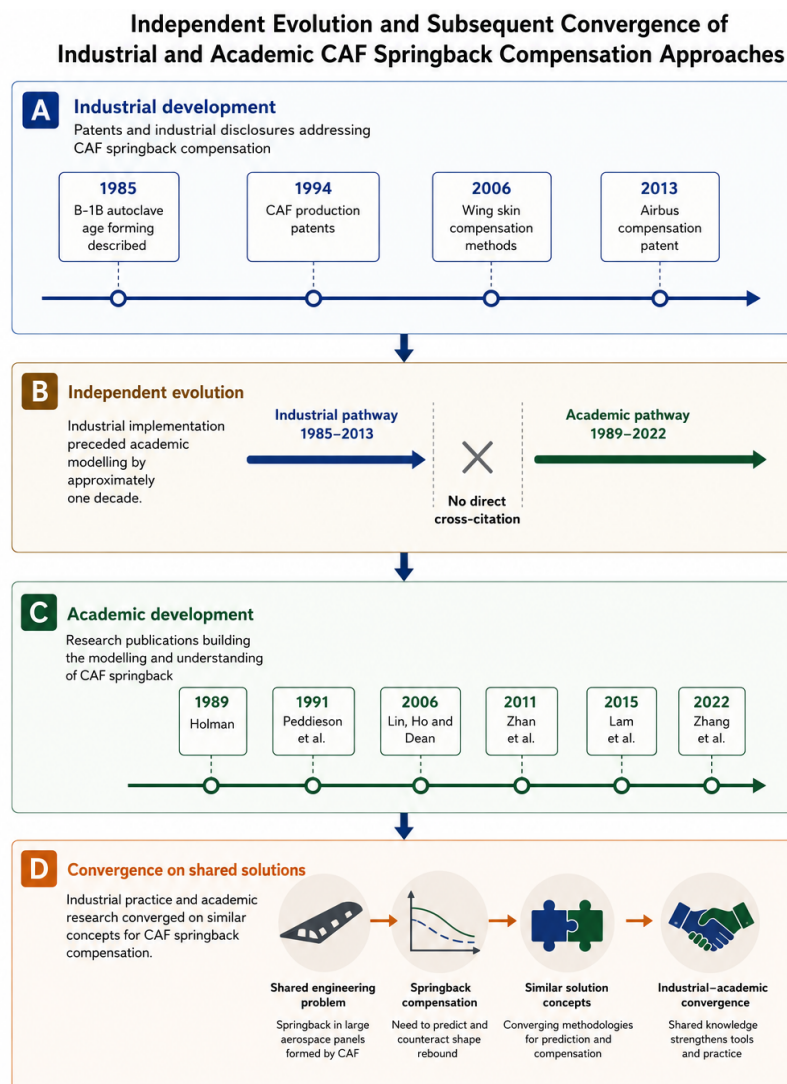 Independent Evolution and Subsequent Convergence of
Industrial and Academic CAF Springback Compensation Approaches
A
Industrial development
Patents and industrial disclosures addressing
CAF springback compensation
1985
B-1B autoclave
age forming
described
1994
CAF production
patents
2006
Wing skin
compensation
methods
2013
Airbus
compensation
patent
B
Independent evolution
Industrial implementation
preceded academic
modelling by
approximately
one decade.
Industrial pathway
1985–2013
No direct
cross-citation
Academic pathway
1989–2022
C
Academic development
Research publications building
the modelling and understanding
of CAF springback
1989
Holman
1991
Peddieson
et al.
2006
Lin, Ho and
Dean
2011
Zhan
et al.
2015
Lam
et al.
2022
Zhang
et al.
D
Convergence on shared solutions
Industrial practice and academic
research converged on similar
concepts for CAF springback
compensation.
Shared engineering
problem
Springback in large
aerospace panels
formed by CAF
Springback
compensation
Need to predict and
counteract shape
rebound
Similar solution
concepts
Converging methodologies
for prediction and
compensation
Industrial–academic
convergence
Shared knowledge
strengthens tools
and practice